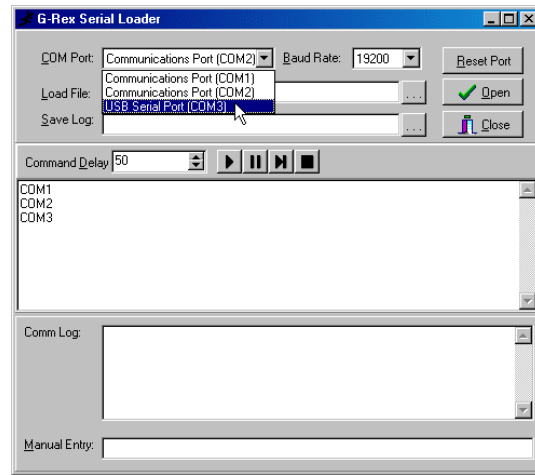 G-Rex Serial Loader
COM Port: Communications Port (COM2) Baud Rate: 19200 Reset Port
Communications Port (COM1)
Communications Port (COM2)
USB Serial Port (COM3)
Load File: ... Open
Save Log: ... Close
Command Delay 50
COM1
COM2
COM3
Comm Log:
Manual Entry: